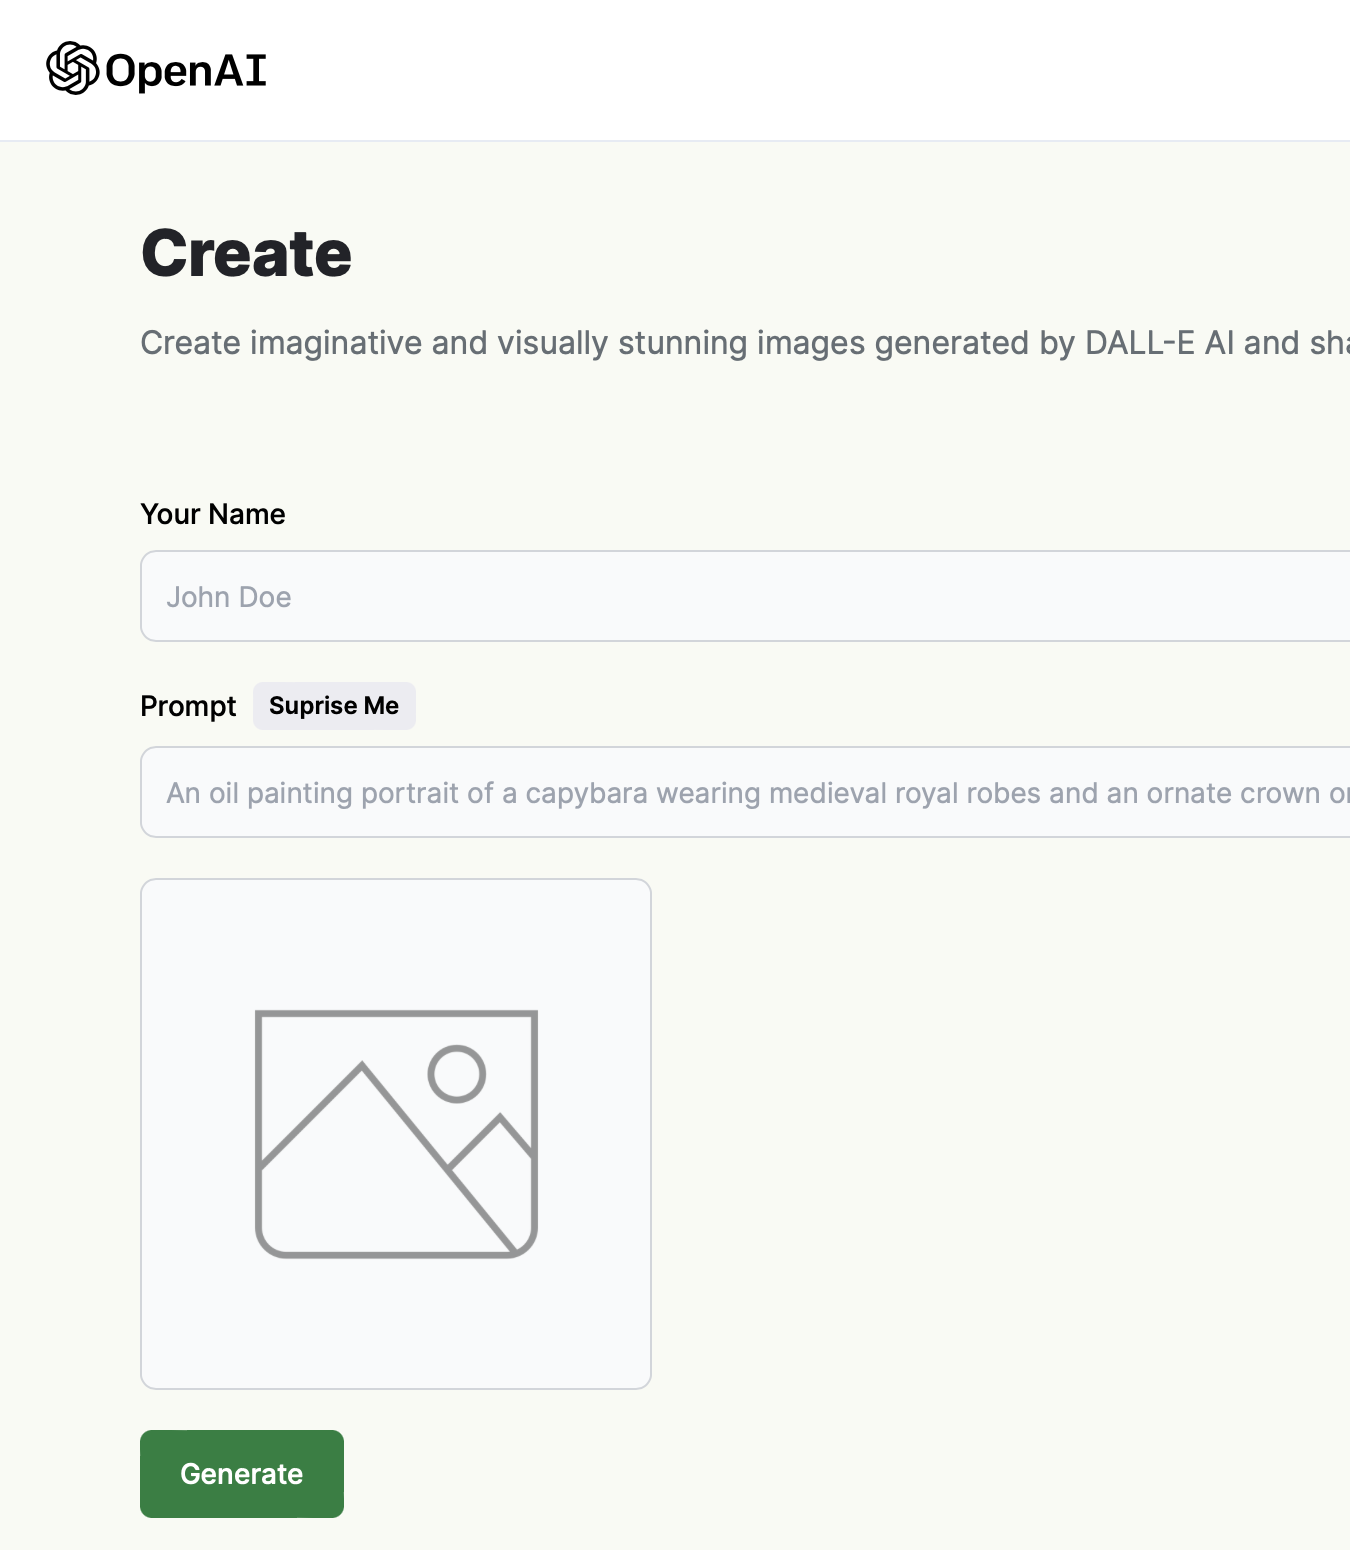 OpenAI
Create
Create imaginative and visually stunning images generated by DALL-E AI and
Your Name
John Doe
Prompt Suprise Me
An oil painting portrait of a capybara wearing medieval royal robes and an ornate crown
Generate